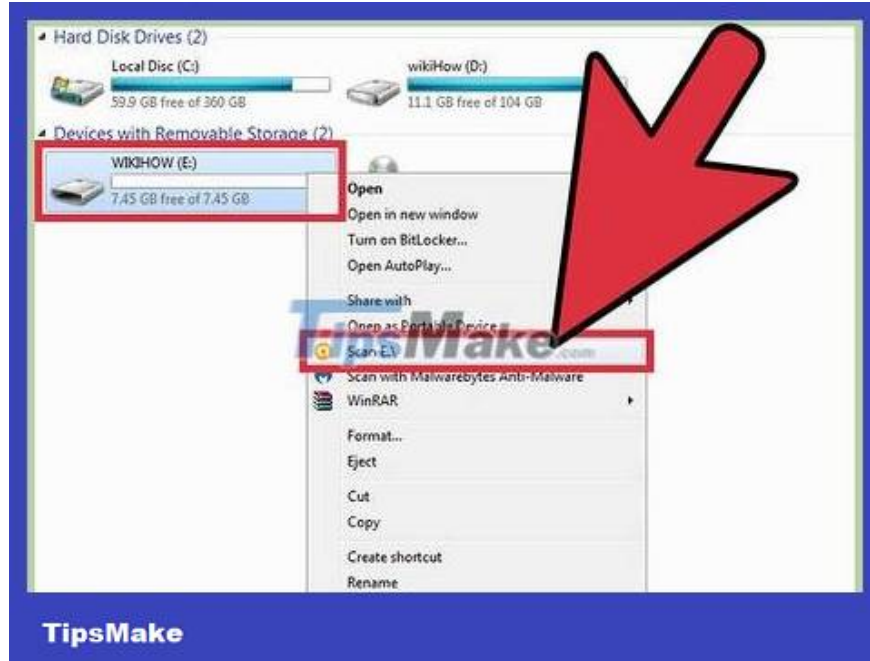 Hard Disk Drives (2)
Local Disc (C:)
59.9 GB free of 360 GB
wikiHow (D:)
11.1 GB free of 104 GB
Devices with Removable Storage (2)
WIKIHOW (E:)
7.45 GB free of 7.45 GB
Open
Open in new window
Turn on BitLocker...
Open AutoPlay...
Share with
Open as Portable Device
TipsMake.com
Scan E:\
Scan with Malwarebytes Anti-Malware
WinRAR
Format...
Eject
Cut
Copy
Create shortcut
Rename
TipsMake